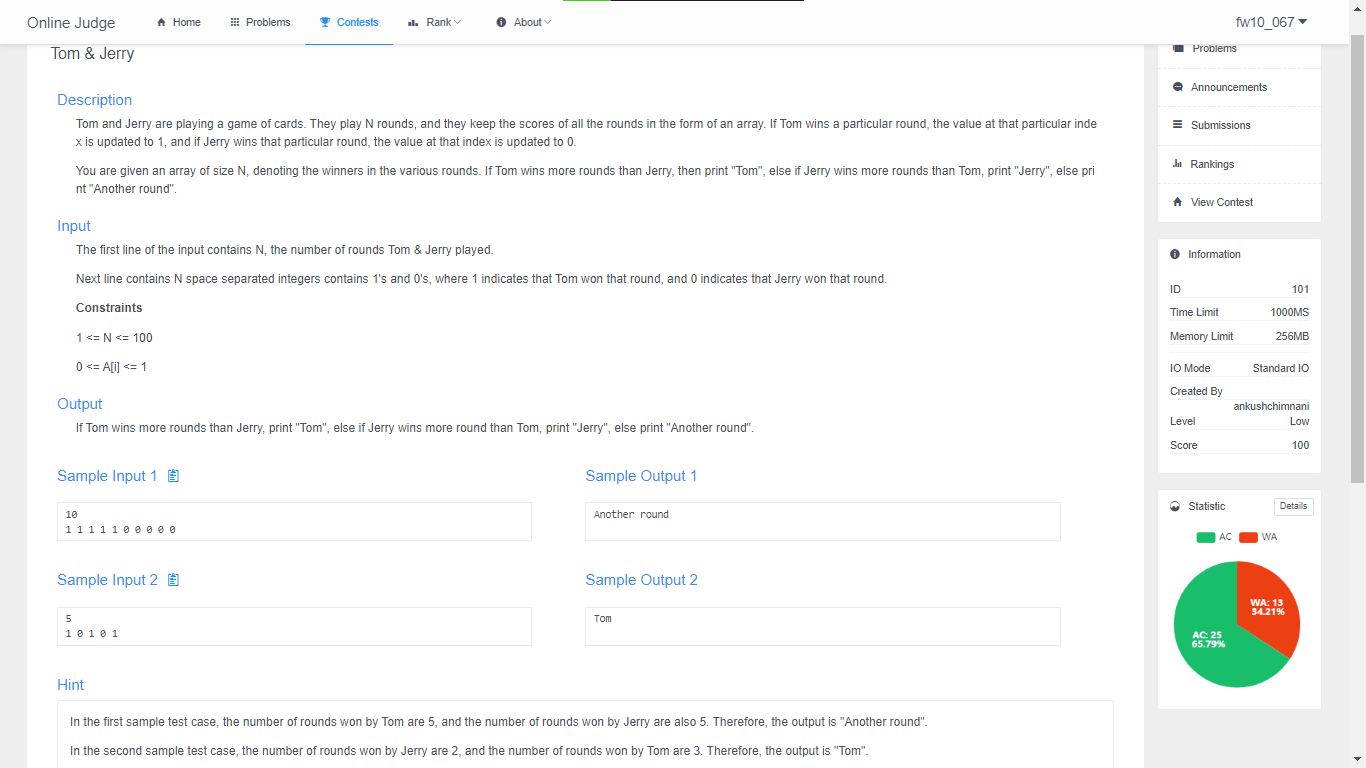 Online Judge
Home
Problems
Contests
Rank
About
fw10_067
Tom & Jerry
Description
Tom and Jerry are playing a game of cards. They play N rounds, and they keep the scores of all the rounds in the form of an array. If Tom wins a particular round, the value at that particular inde
x is updated to 1, and if Jerry wins that particular round, the value at that index is updated to 0.
You are given an array of size N, denoting the winners in the various rounds. If Tom wins more rounds than Jerry, then print "Tom", else if Jerry wins more rounds than Tom, print "Jerry", else pri
nt "Another round".
Input
The first line of the input contains N, the number of rounds Tom & Jerry played.
Next line contains N space separated integers contains 1's and 0's, where 1 indicates that Tom won that round, and 0 indicates that Jerry won that round.
Constraints
1 <= N <= 100
0 <= A[i] <= 1
Output
If Tom wins more rounds than Jerry, print "Tom", else if Jerry wins more round than Tom, print "Jerry", else print "Another round".
Sample Input 1
Sample Output 1
10
1 1 1 1 1 0 0 0 0 0
Another round
Sample Input 2
Sample Output 2
5
1 0 1 0 1
Tom
Hint
In the first sample test case, the number of rounds won by Tom are 5, and the number of rounds won by Jerry are also 5. Therefore, the output is "Another round".
In the second sample test case, the number of rounds won by Jerry are 2, and the number of rounds won by Tom are 3. Therefore, the output is "Tom".
Problems
Announcements
Submissions
Rankings
View Contest
Information
ID 101
Time Limit 1000MS
Memory Limit 256MB
IO Mode Standard IO
Created By
ankushchimnani
Level Low
Score 100
Statistic
Details
AC WA
WA: 13
34.21%
AC: 25
65.79%